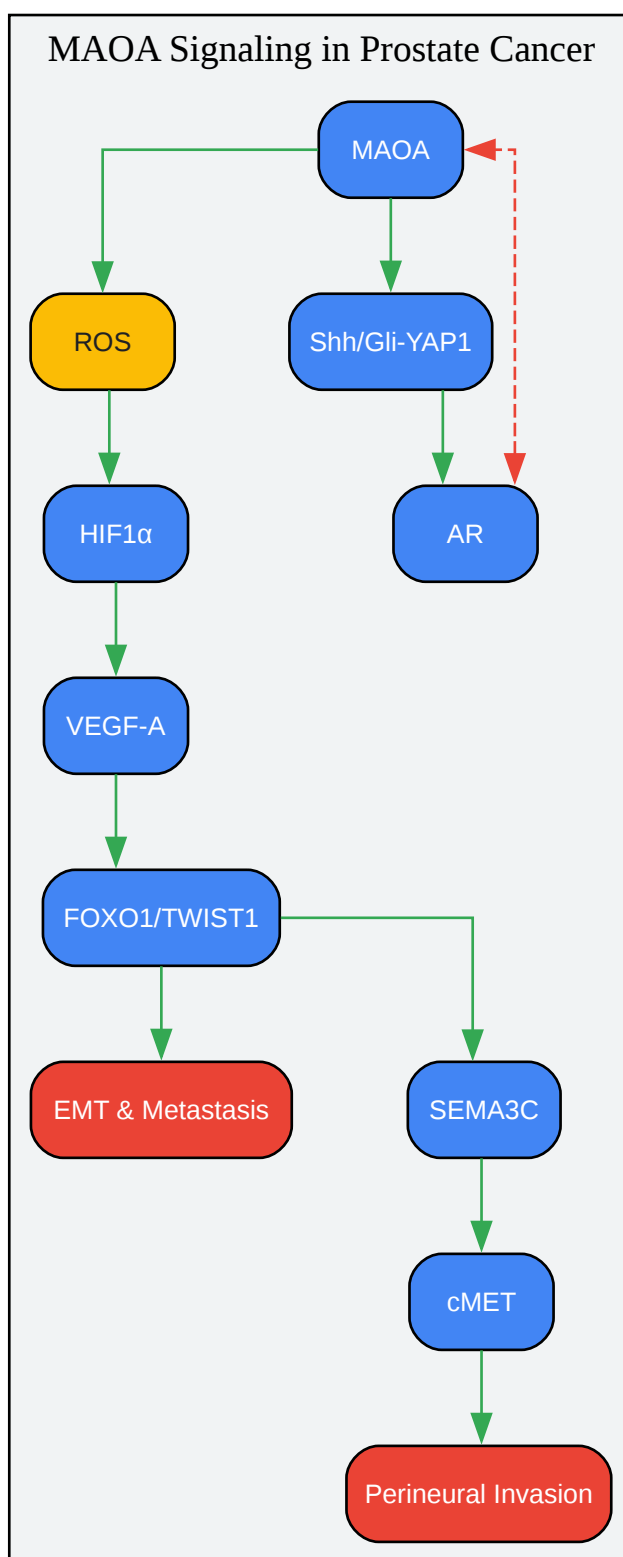 MAOA Signaling in Prostate Cancer
MAOA
ROS
Shh/Gli-YAP1
HIF1α
AR
VEGF-A
FOXO1/TWIST1
EMT & Metastasis
SEMA3C
cMET
Perineural Invasion